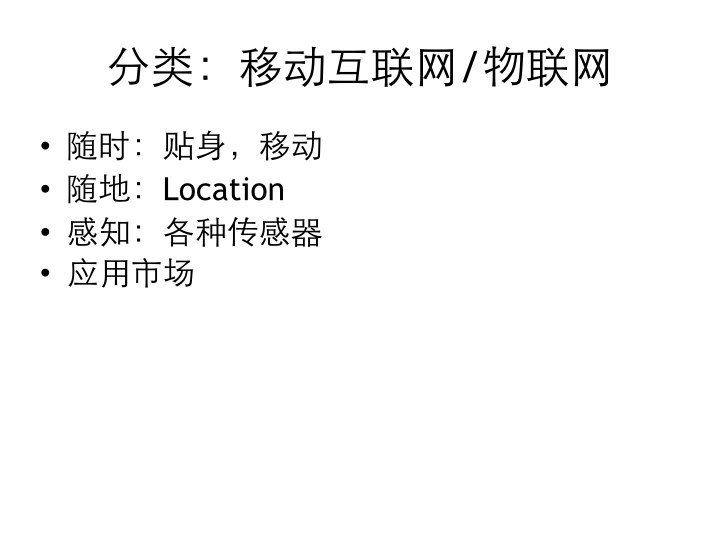 分类：移动互联网/物联网
• 随时：贴身，移动
• 随地：Location
• 感知：各种传感器
• 应用市场